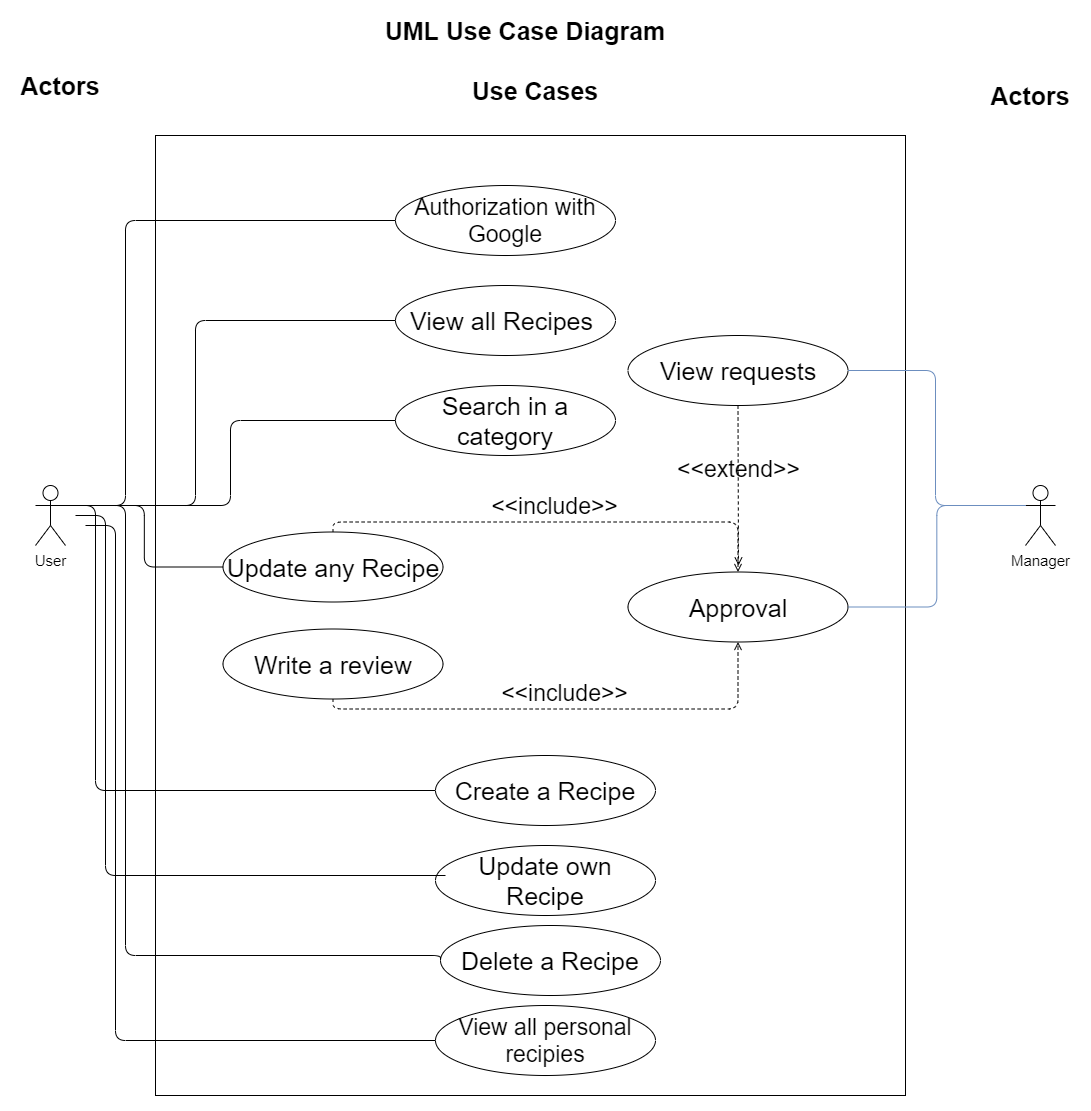 UML Use Case Diagram
Actors
Use Cases
Actors
Authorization with
Google
View all Recipes
View requests
Search in a
category
<<extend>>
<<include>>
User
Manager
Update any Recipe
Approval
Write a review
<<include>>
Create a Recipe
Update own
Recipe
Delete a Recipe
View all personal
recipies